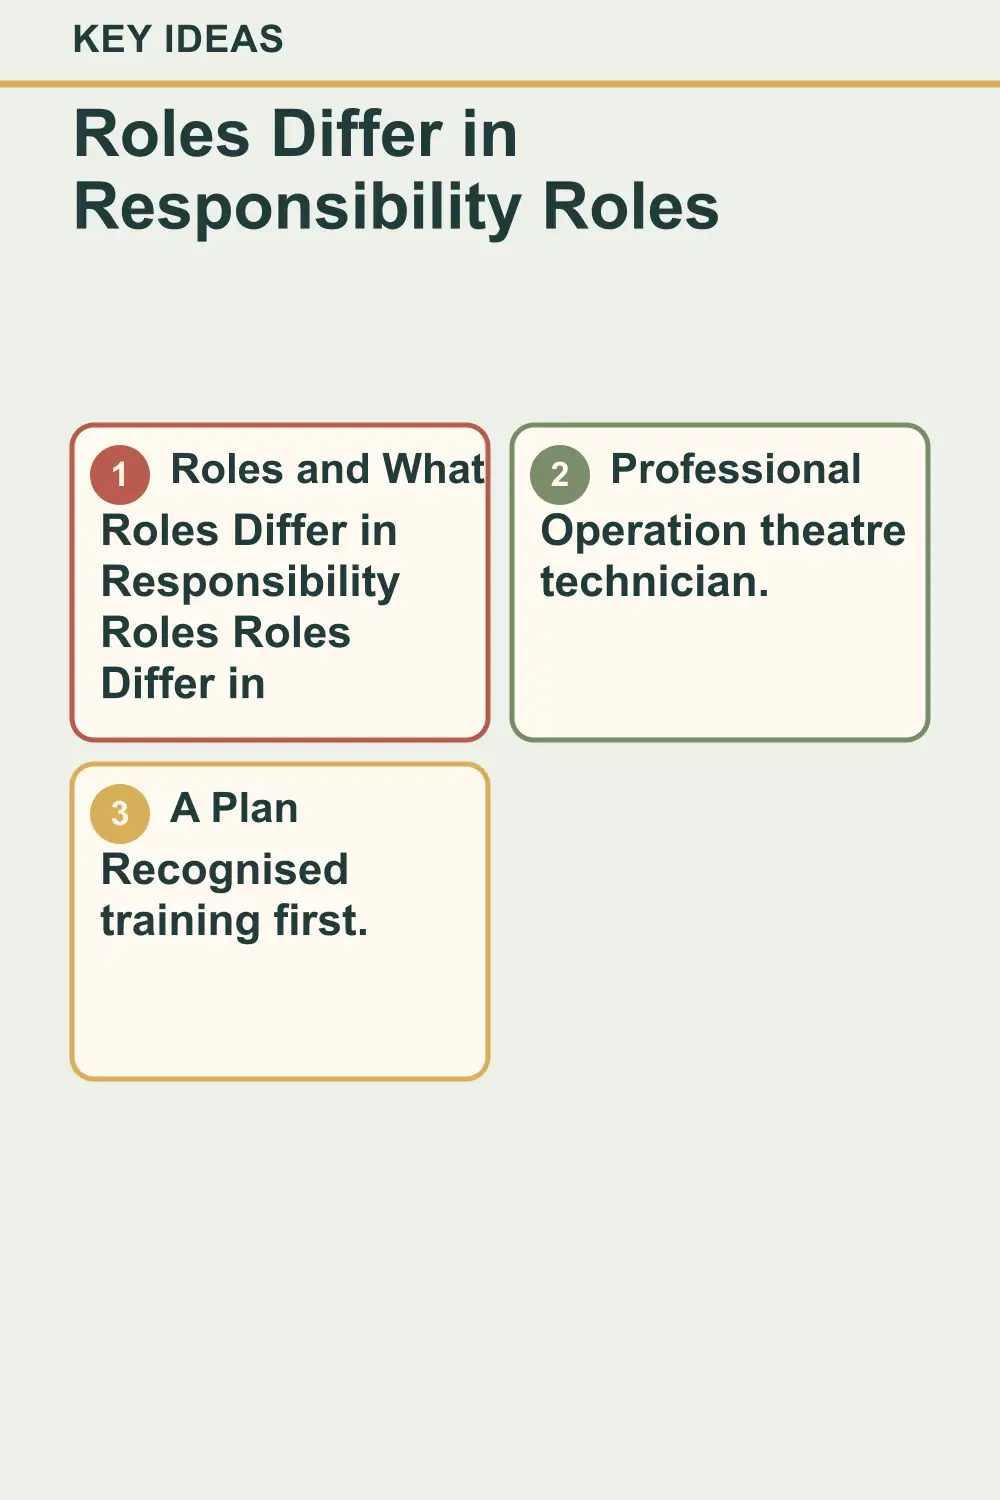 KEY IDEAS
Roles Differ in
Responsibility Roles
1 Roles and What
Roles Differ in
Responsibility
Roles Roles
Differ in
2 Professional
Operation theatre
technician.
3 A Plan
Recognised
training first.